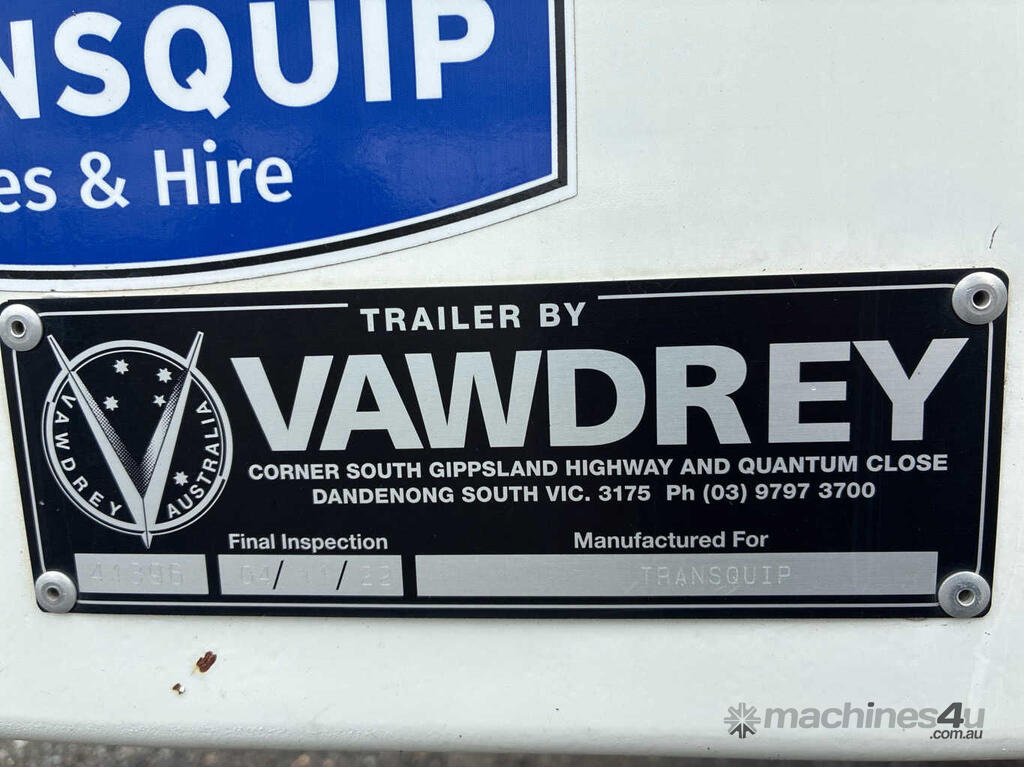 NSQUIP
es & Hire
TRAILER BY
VAWDREY
VAWDREY AUSTRALIA
CORNER SOUTH GIPPSLAND HIGHWAY AND QUANTUM CLOSE
DANDENONG SOUTH VIC. 3175 Ph (03) 9797 3700
Final Inspection
Manufactured For
04/11/22
TRANSQUIP
machines4u
.com.au